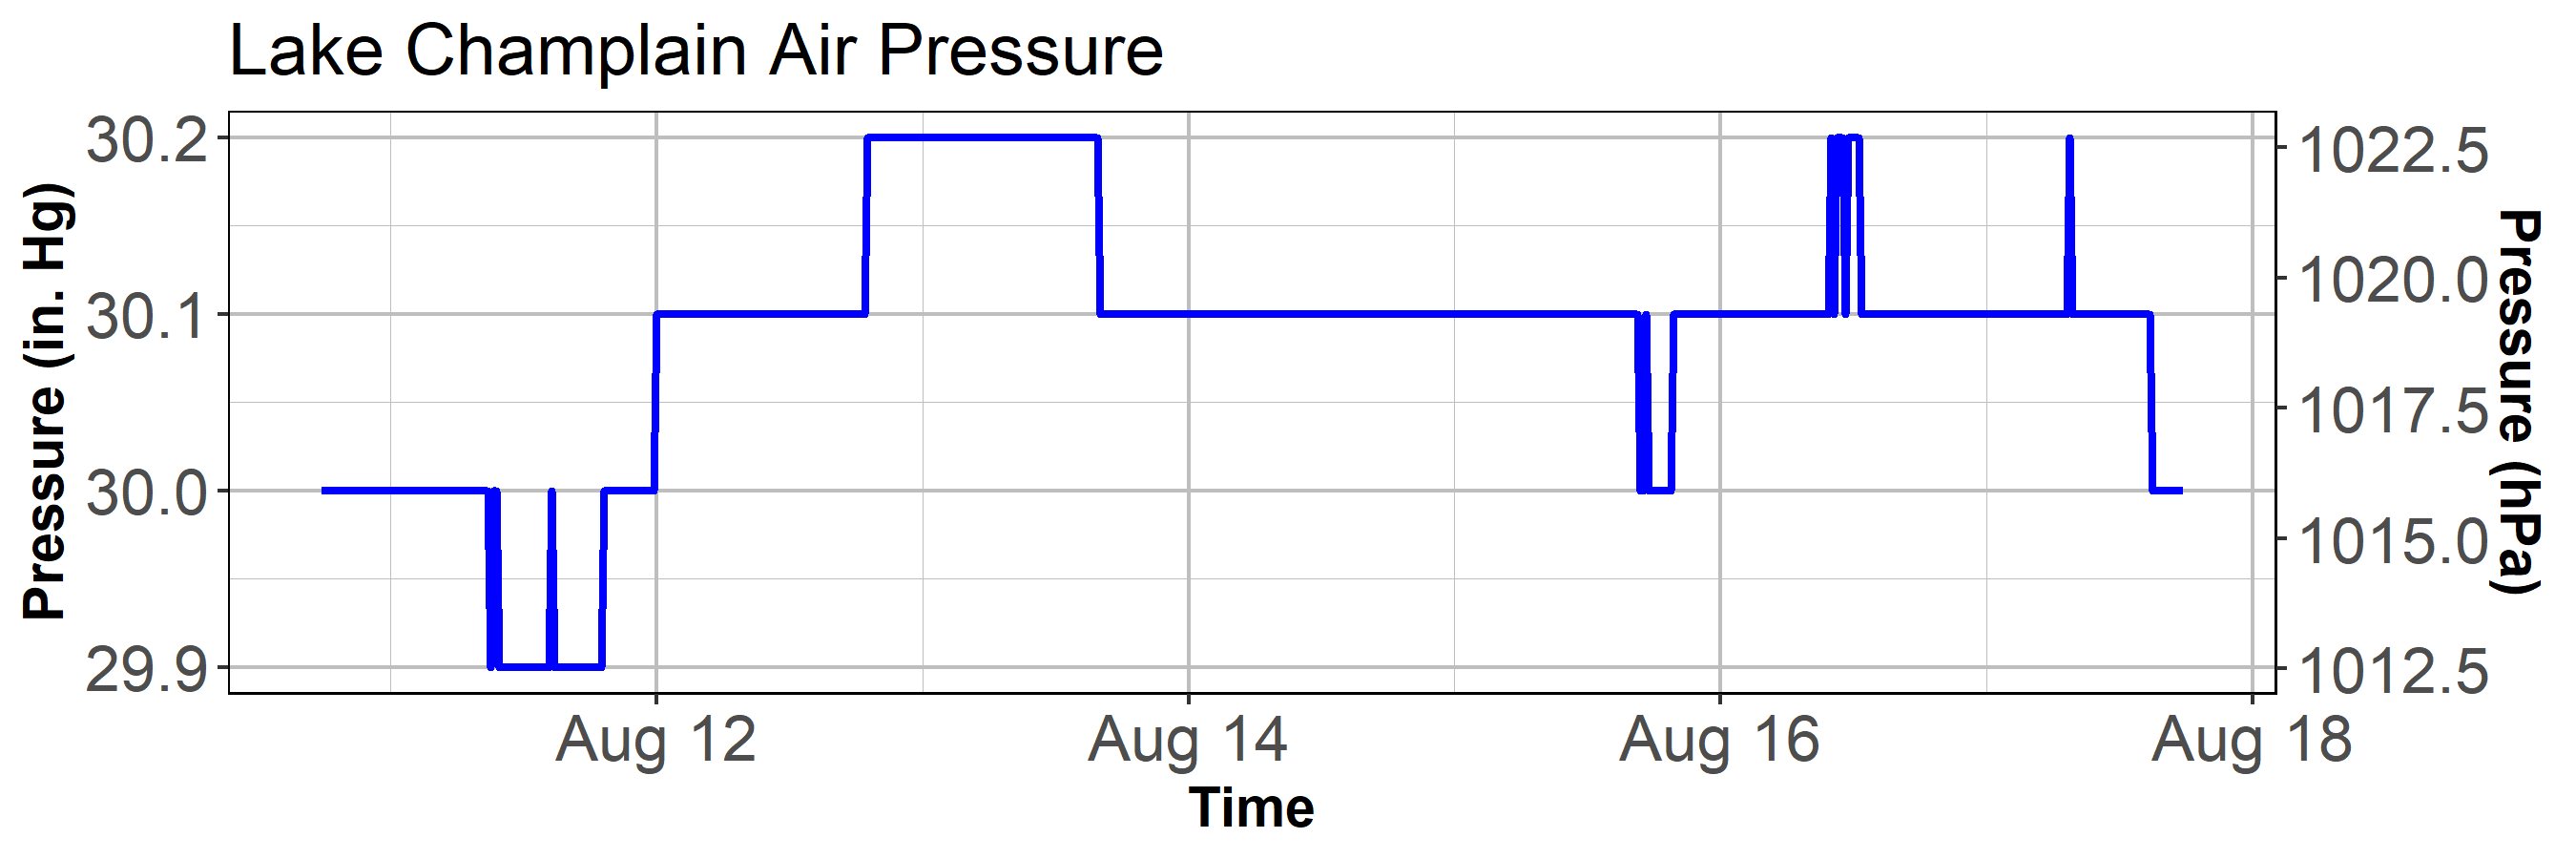 Lake Champlain Air Pressure
Pressure (in. Hg)
30.2
30.1
30.0
29.9
1022.5
1020.0
1017.5
1015.0
1012.5
Pressure (hPa)
Aug 12 Aug 14 Aug 16 Aug 18
Time